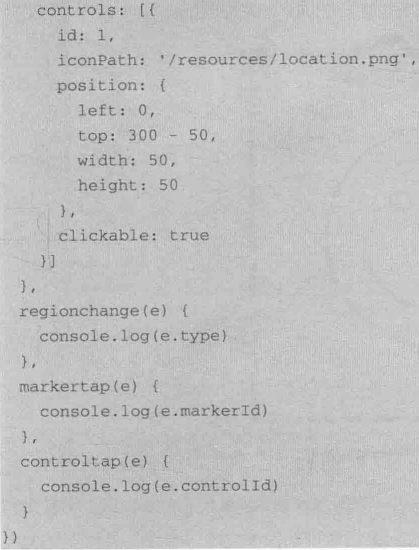 controls: [{
      id: 1,
      iconPath: '/resources/location.png',
      position: {
        left: 0,
        top: 300 - 50,
        width: 50,
        height: 50
      },
      clickable: true
    }]
  },
  regionchange(e) {
    console.log(e.type)
  },
  markertap(e) {
    console.log(e.markerId)
  },
  controltap(e) {
    console.log(e.controlId)
  }
})